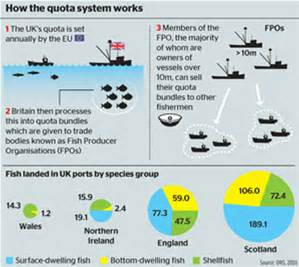 How the quota system works
1 The UK's quota is set
annually by the EU
2 Britain then processes
this into quota bundles
which are given to trade
bodies known as Fish Producer
Organisations (FPOs)
3 Members of the
FPO, the majority
of whom are
owners of
vessels over
10m, can sell
their quota
bundles to other
fishermen
FPOs
>10m
Fish landed in UK ports by species group
14.3
1.2
Wales
15.9
2.4
19.1
Northern
Ireland
59.0
77.3
47.5
England
106.0
72.4
189.1
Scotland
Surface-dwelling fish
Bottom-dwelling fish
Shellfish
Source: ONS, 2016